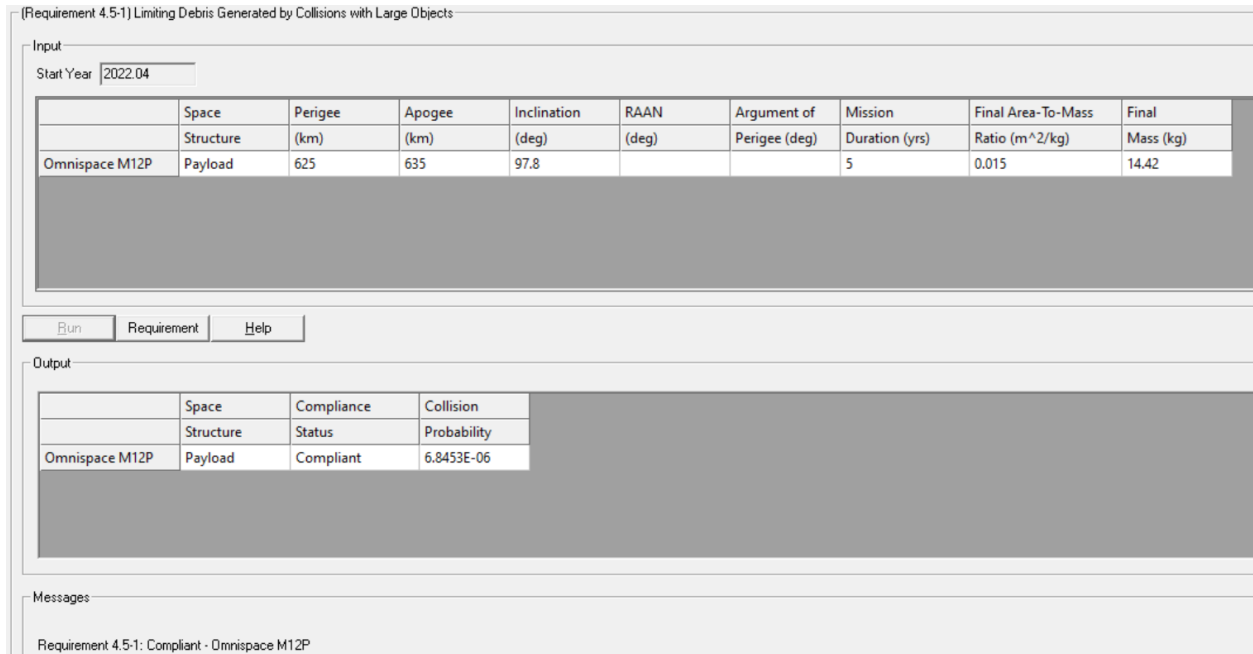 (Requirement 4.5-1) Limiting Debris Generated by Collisions with Large Objects
Input
Start Year 2022.04
Space Perigee Apogee Inclination RAAN Argument of Mission Final Area-To-Mass Final
Structure (km) (km) (deg) (deg) Perigee (deg) Duration (yrs) Ratio (m^2/kg) Mass (kg)
Omnispace M12P Payload 625 635 97.8 5 0.015 14.42
Run Requirement Help
Output
Space Compliance Collision
Structure Status Probability
Omnispace M12P Payload Compliant 6.8453E-06
Messages
Requirement 4.5-1: Compliant - Omnispace M12P